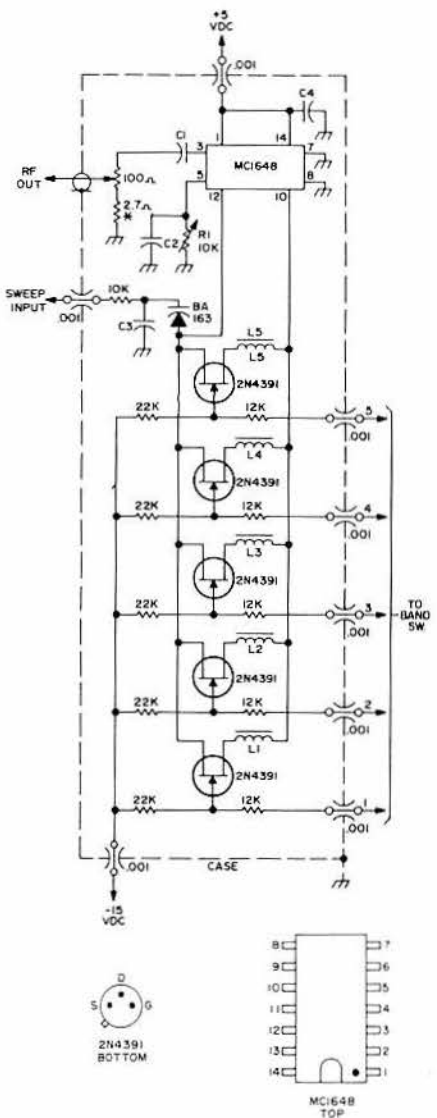 +5
VDC
.001
C4
C1
3
1
14
7
MC1648
8
5
12
10
RF
OUT
100Ω
2.7Ω
*
C2
R1
10K
SWEEP
INPUT
.001
10K
C3
BA
163
L5
L5
2N4391
22K
12K
5
.001
L4
2N4391
22K
12K
4
.001
L3
2N4391
22K
12K
3
.001
TO
BAND
SW.
L2
2N4391
22K
12K
2
.001
L1
2N4391
22K
12K
1
.001
.001
CASE
-15
VDC
D
S
G
2N4391
BOTTOM
8
7
9
6
10
5
11
4
12
3
13
2
14
1
MC1648
TOP